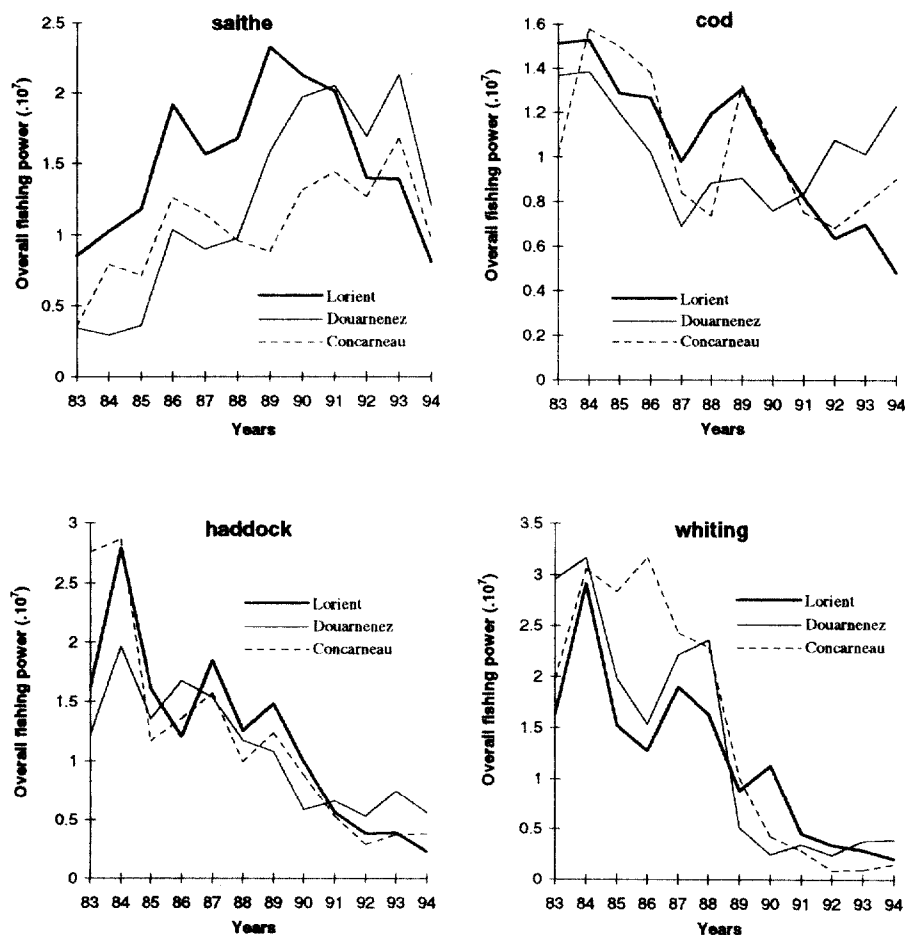 saithe
Overall fishing power (.10⁷)
2.5
2
1.5
1
0.5
0
Lorient
Douarnenez
Concarneau
83 84 85 86 87 88 89 90 91 92 93 94
Years
cod
Overall fishing power (.10⁷)
1.6
1.4
1.2
1
0.8
0.6
0.4
0.2
0
Lorient
Douarnenez
Concarneau
83 84 85 86 87 88 89 90 91 92 93 94
Years
haddock
Overall fishing power (.10⁷)
3
2.5
2
1.5
1
0.5
0
Lorient
Douarnenez
Concarneau
83 84 85 86 87 88 89 90 91 92 93 94
Years
whiting
Overall fishing power (.10⁷)
3.5
3
2.5
2
1.5
1
0.5
0
Lorient
Douarnenez
Concarneau
83 84 85 86 87 88 89 90 91 92 93 94
Years